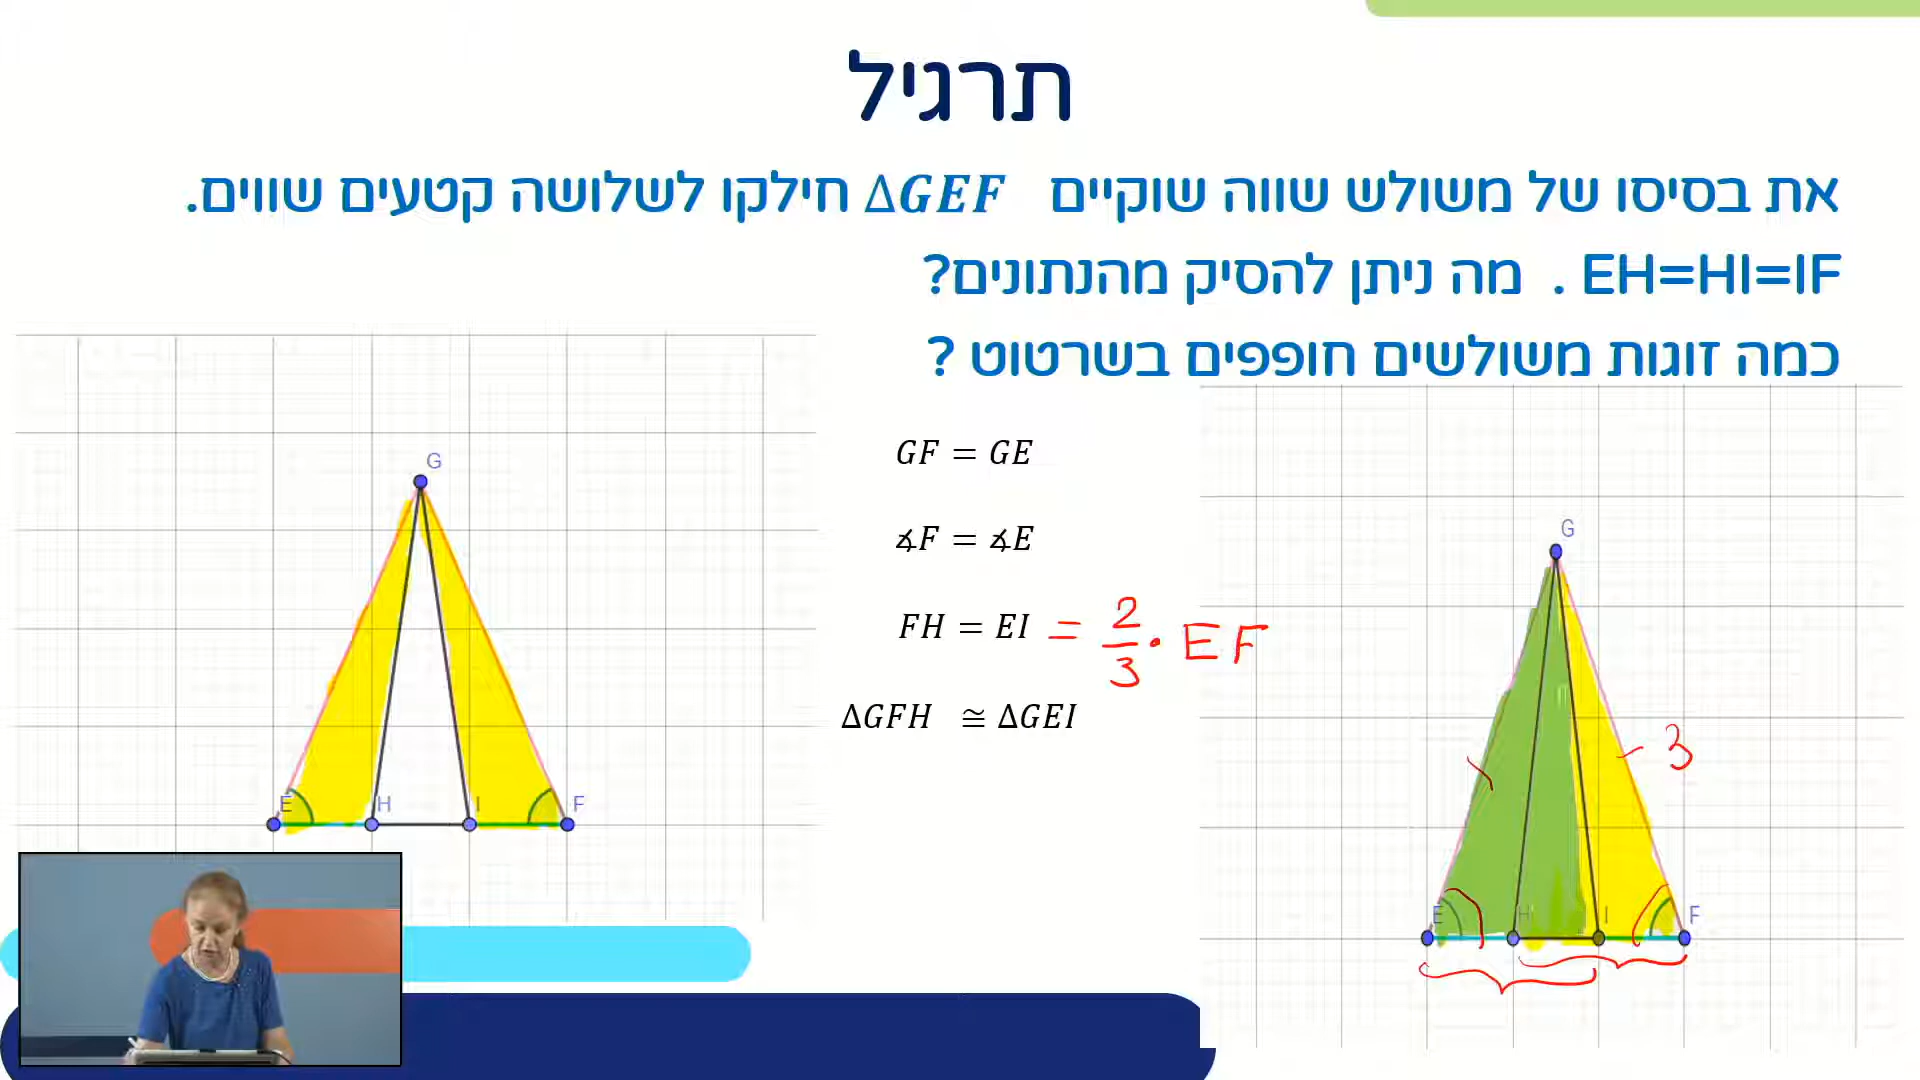 תרגיל
את בסיסו של משולש שווה שוקיים ΔGEF חילקו לשלושה קטעים שווים.
EH=HI=IF . מה ניתן להסיק מהנתונים?
כמה זוגות משולשים חופפים בשרטוט ?
G
E H I F
GF = GE
∡F = ∡E
FH = EI = 2/3 · EF
ΔGFH ≅ ΔGEI
G
3
E H I F